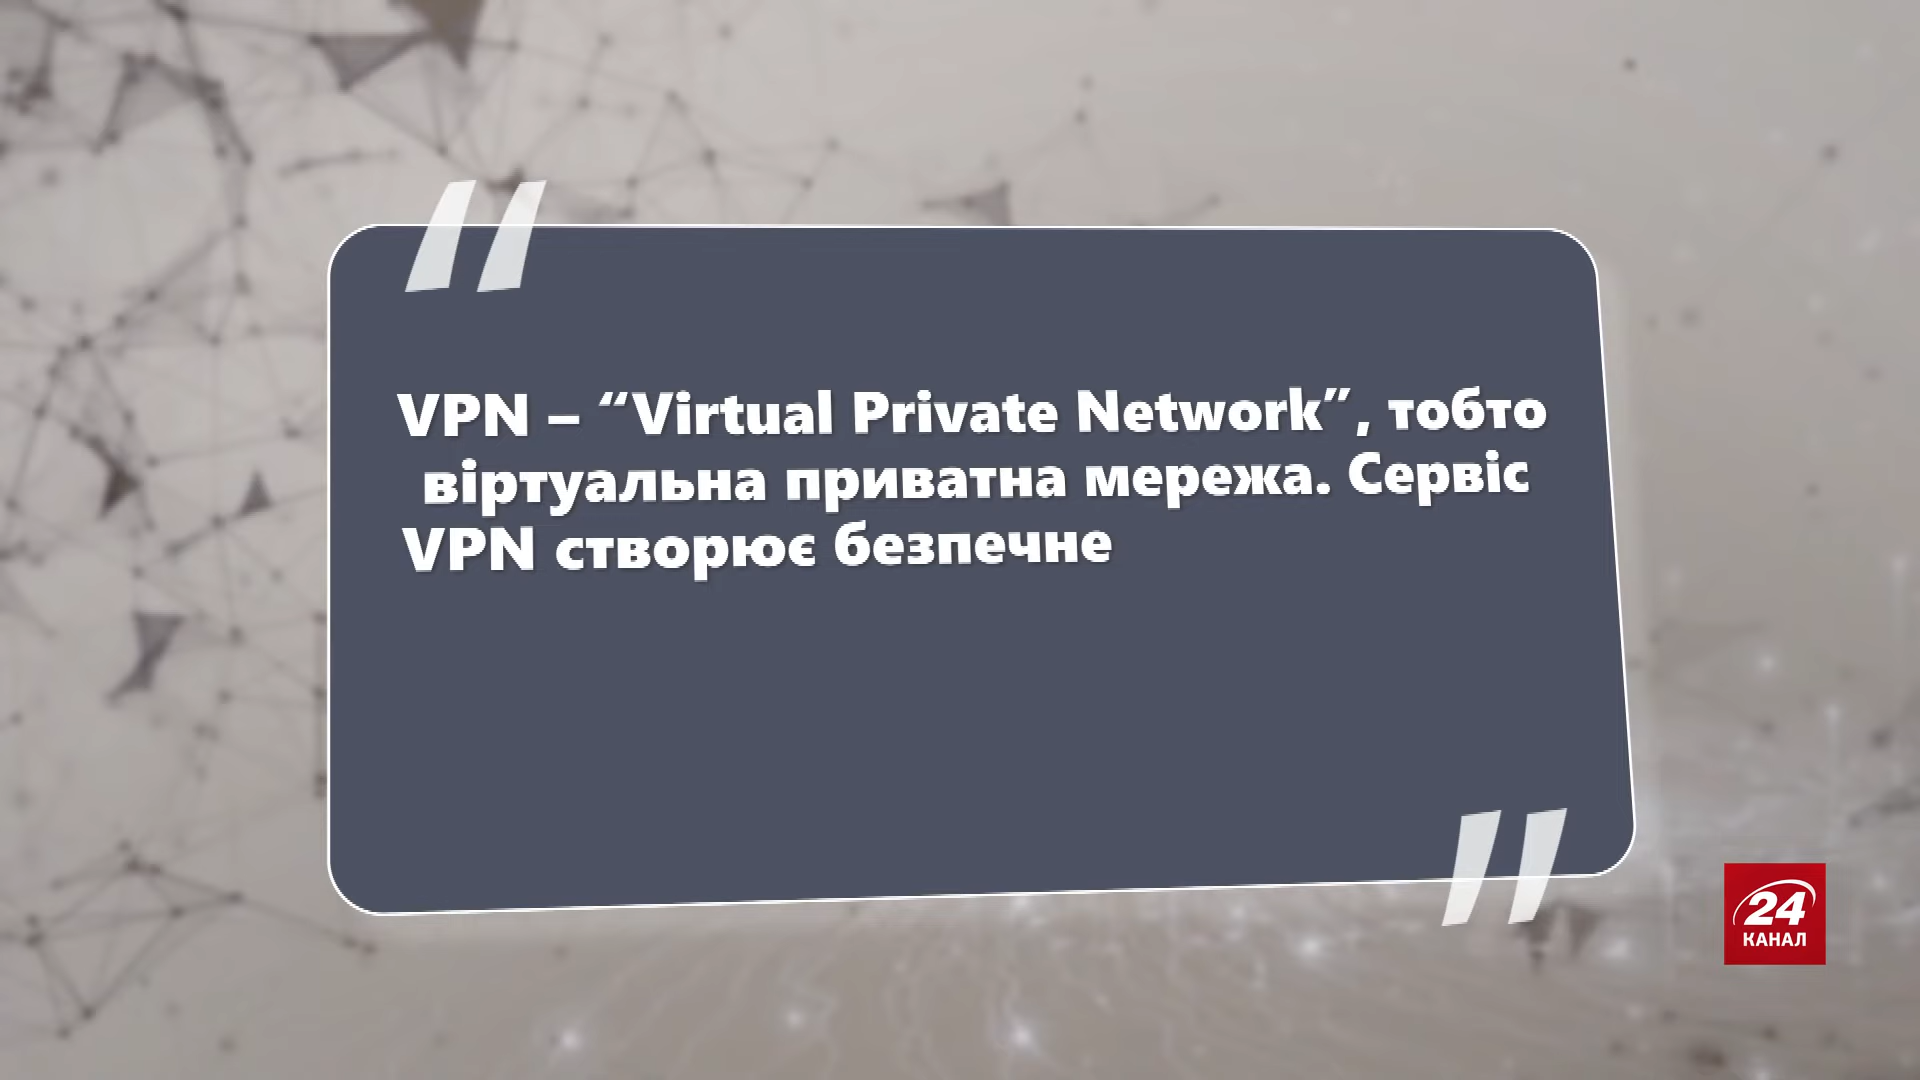 VPN – “Virtual Private Network”, тобто
віртуальна приватна мережа. Сервіс
VPN створює безпечне
24
КАНАЛ